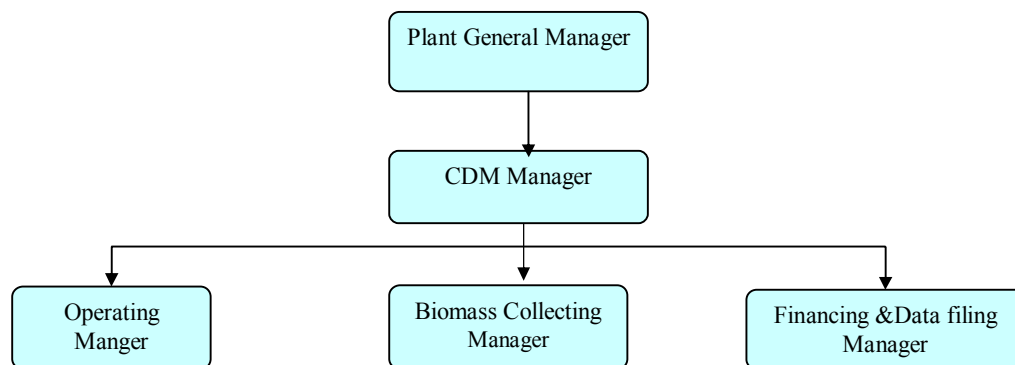 Plant General Manager
CDM Manager
Operating
Manger
Biomass Collecting
Manager
Financing &Data filing
Manager